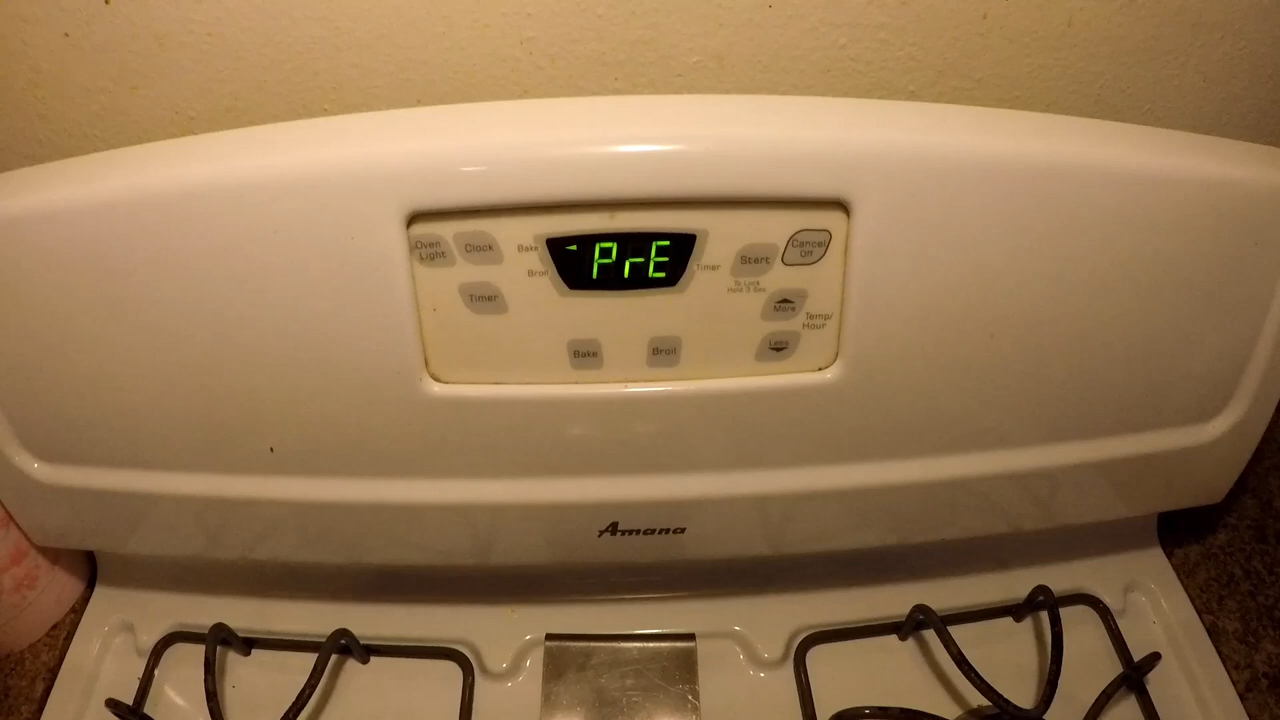 Oven Light
Clock
Timer
Bake
Broil
PrE
Timer
Start
To Lock
Hold 3 Sec
Cancel
Off
More
Temp/
Hour
Less
Bake
Broil
Amana